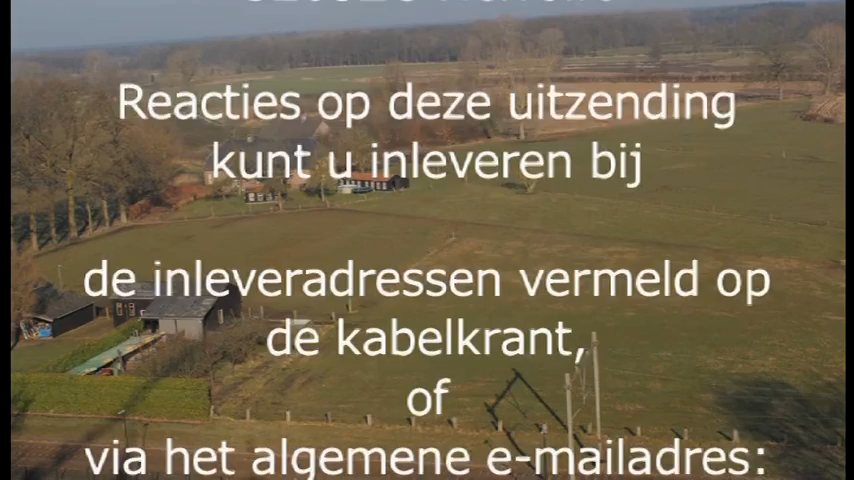 Reacties op deze uitzending
kunt u inleveren bij
de inleveradressen vermeld op
de kabelkrant,
of
via het algemene e-mailadres: